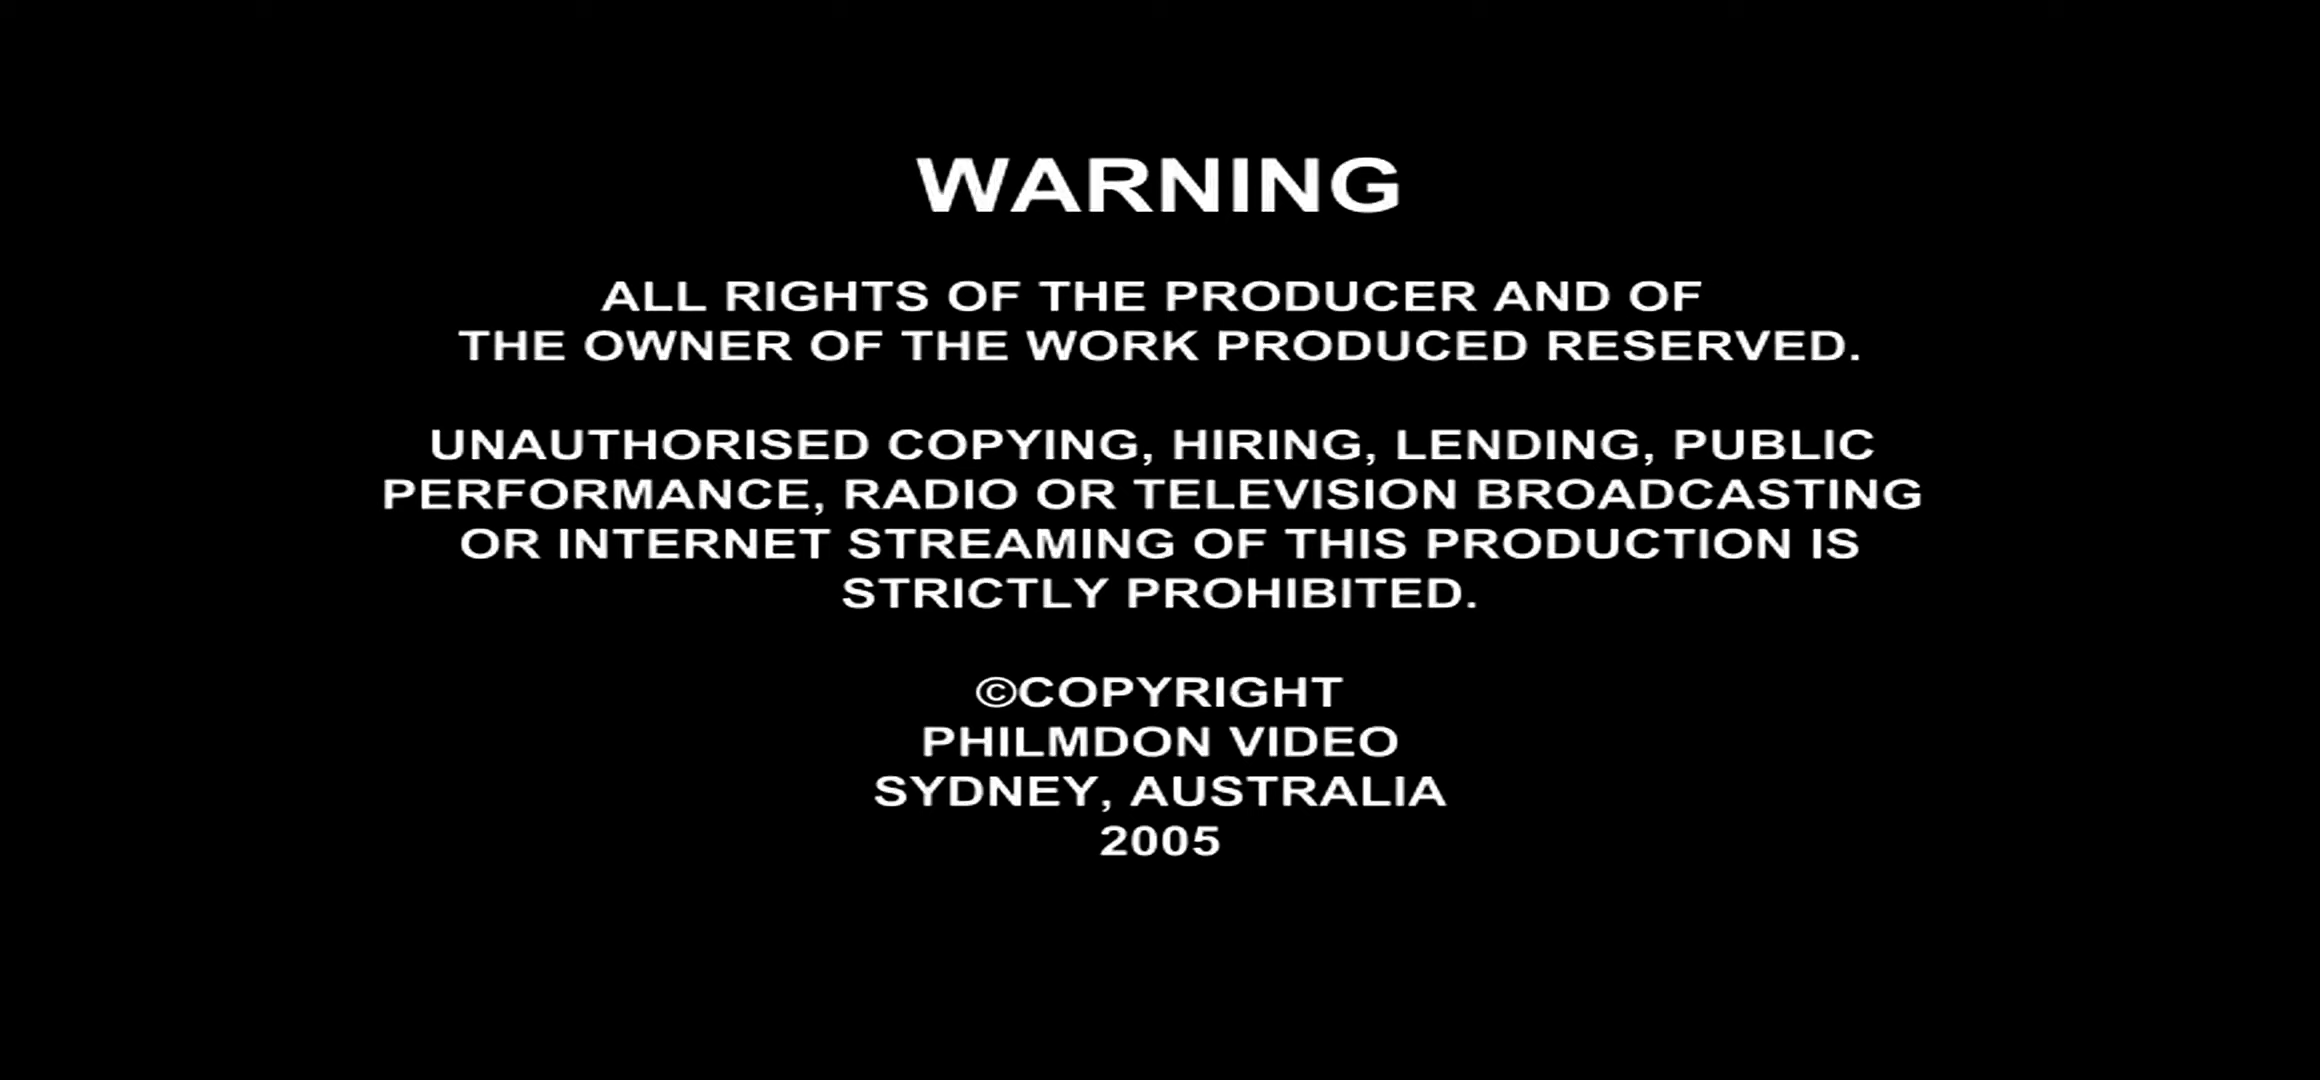 WARNING
ALL RIGHTS OF THE PRODUCER AND OF
THE OWNER OF THE WORK PRODUCED RESERVED.
UNAUTHORISED COPYING, HIRING, LENDING, PUBLIC
PERFORMANCE, RADIO OR TELEVISION BROADCASTING
OR INTERNET STREAMING OF THIS PRODUCTION IS
STRICTLY PROHIBITED.
©COPYRIGHT
PHILMDON VIDEO
SYDNEY, AUSTRALIA
2005